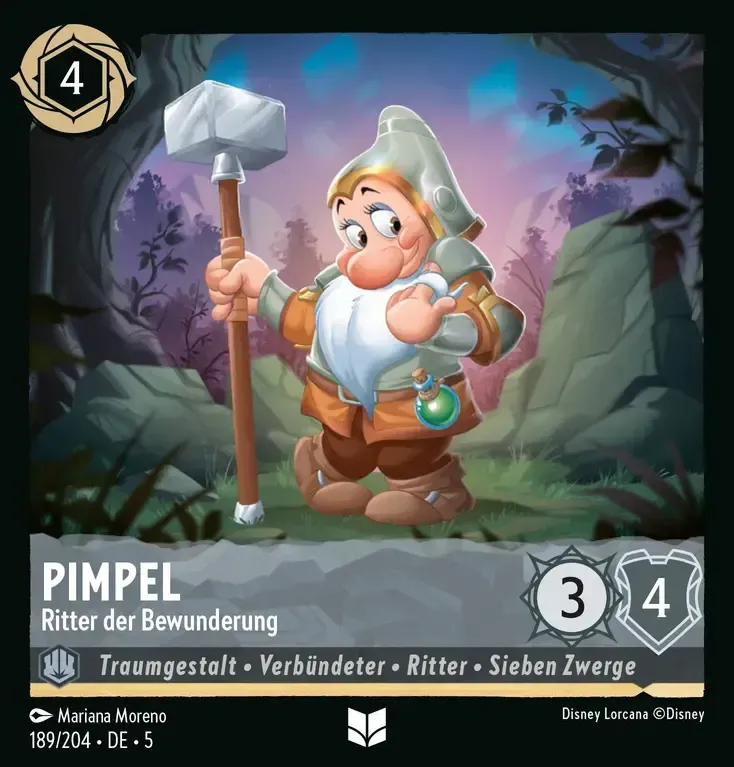 4
PIMPEL
Ritter der Bewunderung
3
4
Traumgestalt • Verbündeter • Ritter • Sieben Zwerge
Mariana Moreno
Disney Lorcana ©Disney
189/204 • DE • 5